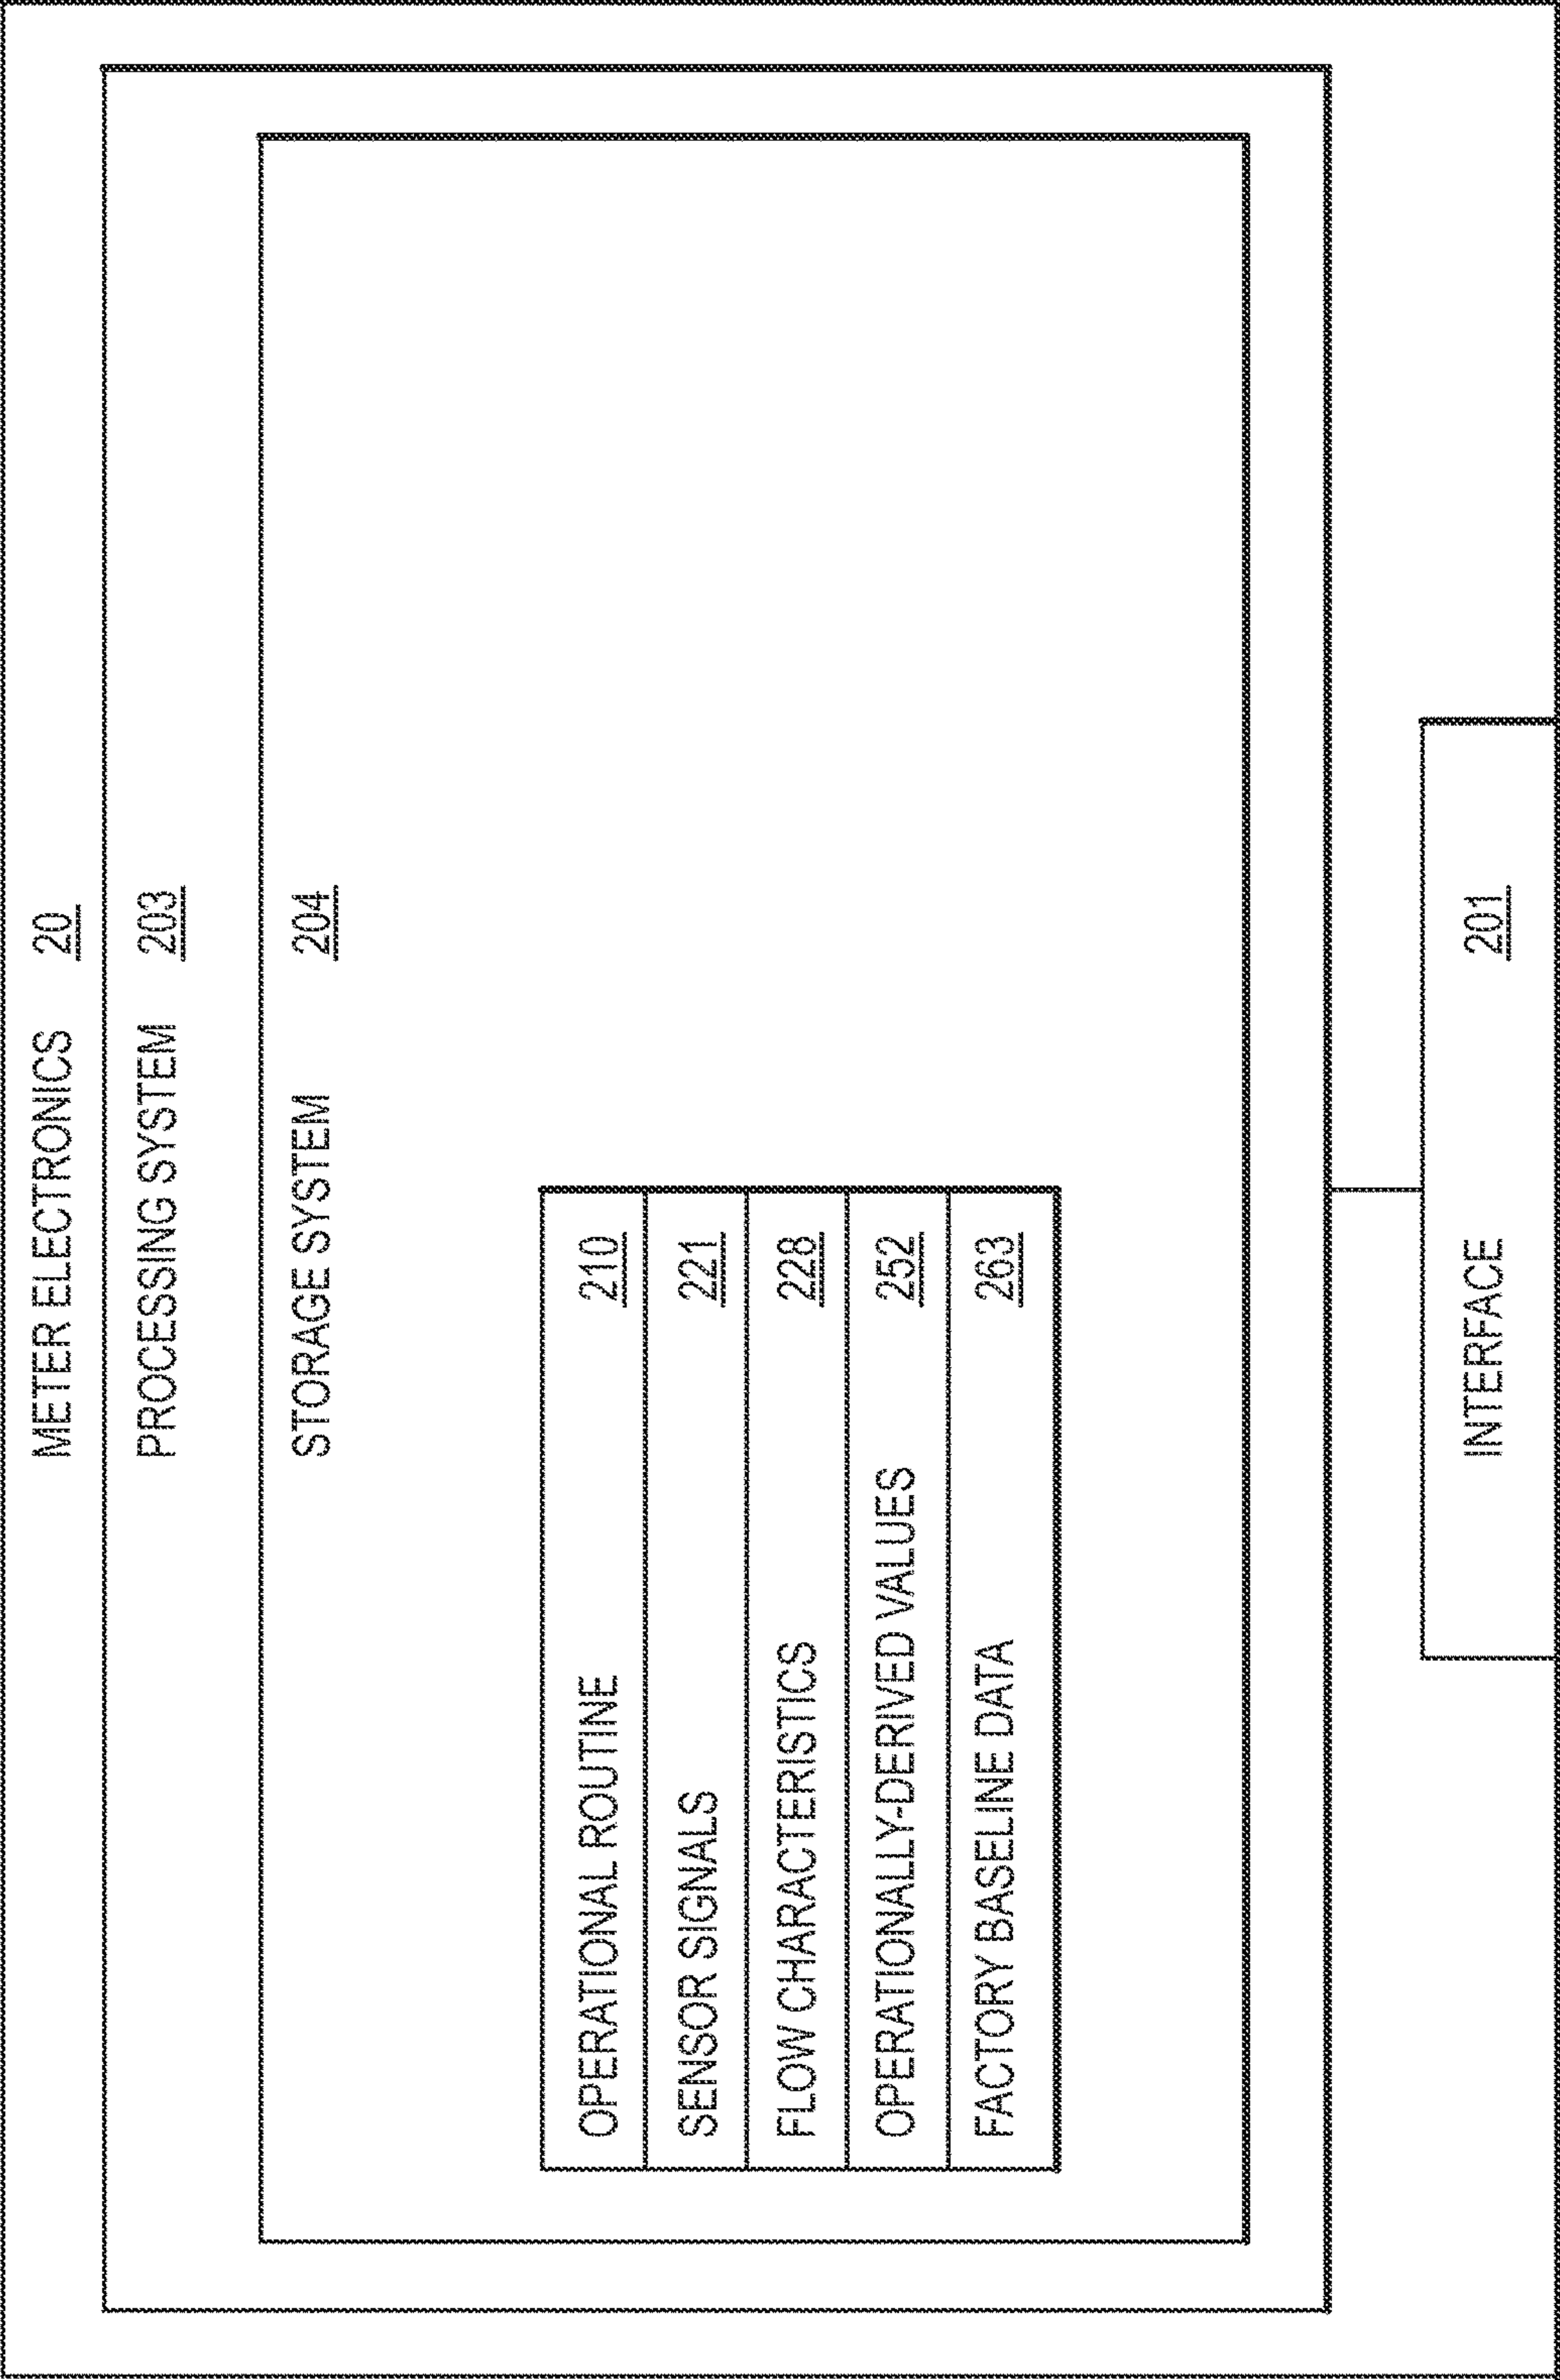 METER ELECTRONICS 20
PROCESSING SYSTEM 203
STORAGE SYSTEM 204
OPERATIONAL ROUTINE 210
SENSOR SIGNALS 221
FLOW CHARACTERISTICS 228
OPERATIONALLY-DERIVED VALUES 252
FACTORY BASELINE DATA 263
INTERFACE 201